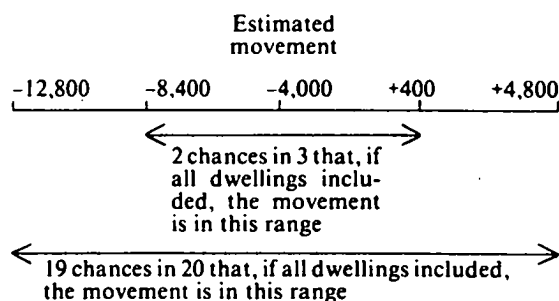 Estimated
movement
-12,800 -8,400 -4,000 +400 +4,800
2 chances in 3 that, if
all dwellings inclu-
ded, the movement
is in this range
19 chances in 20 that, if all dwellings included,
the movement is in this range